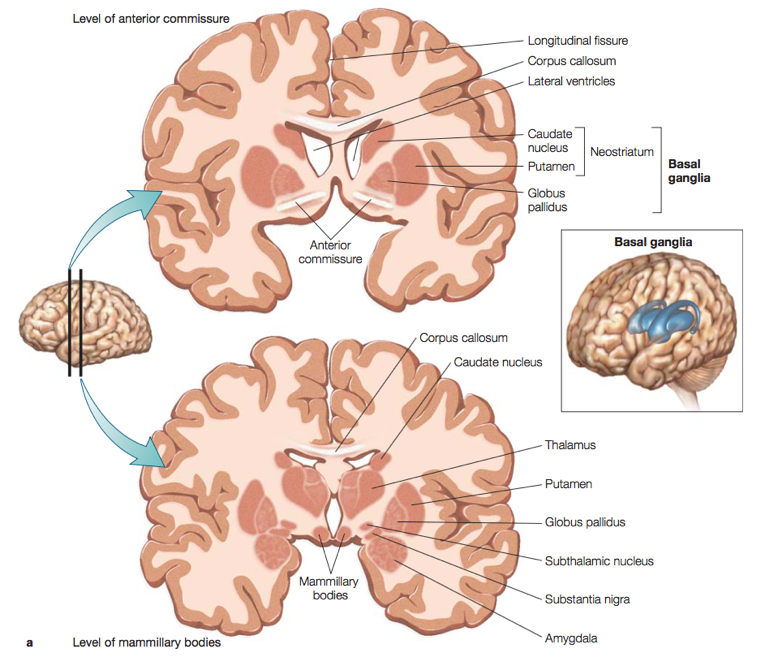 Level of anterior commissure
Longitudinal fissure
Corpus callosum
Lateral ventricles
Caudate
nucleus
Putamen
Neostriatum
Globus
pallidus
Basal
ganglia
Anterior
commissure
Basal ganglia
Corpus callosum
Caudate nucleus
Thalamus
Putamen
Globus pallidus
Subthalamic nucleus
Substantia nigra
Amygdala
Mammillary
bodies
a Level of mammillary bodies